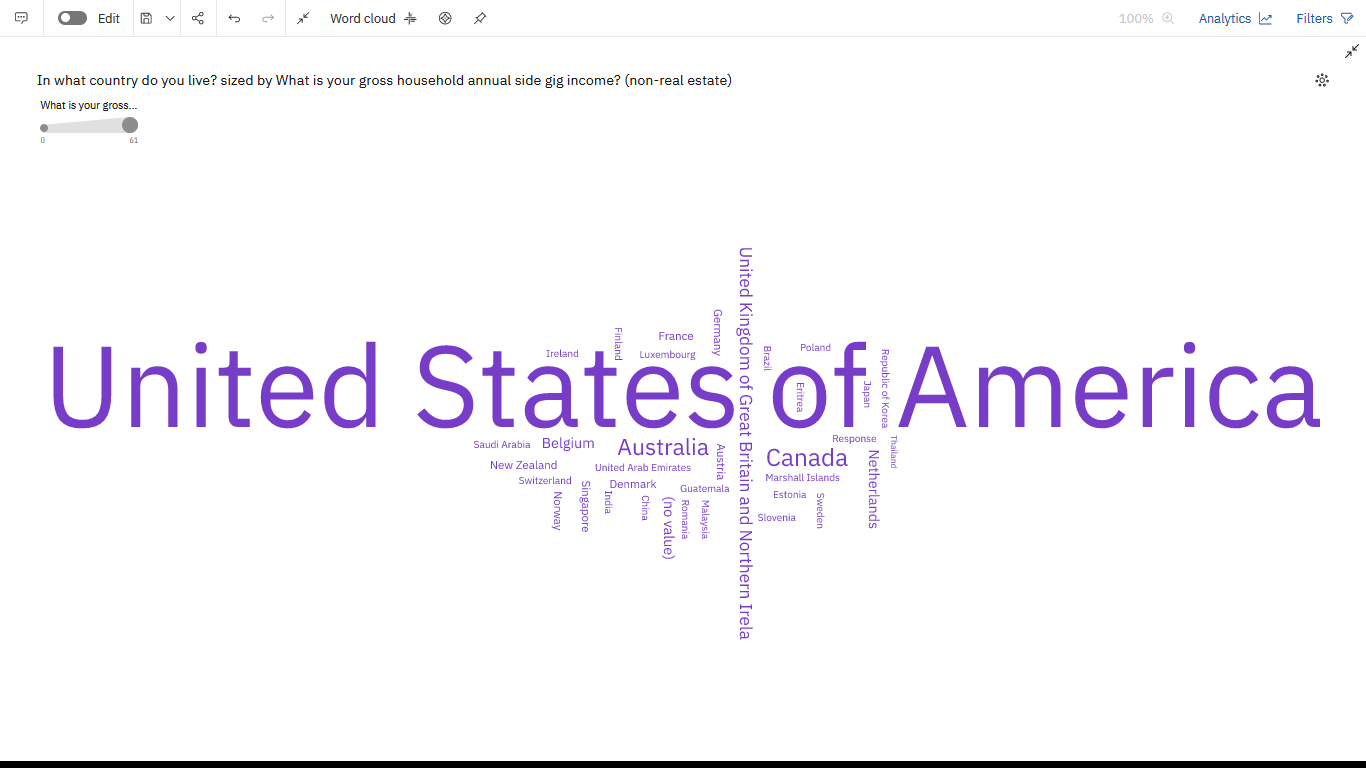 Edit
Word cloud
100%
Analytics
Filters
In what country do you live? sized by What is your gross household annual side gig income? (non-real estate)
What is your gross...
0
61
United States of America
United Kingdom of Great Britain and Northern Irela
Germany
Finland
France
Ireland
Luxembourg
Brazil
Poland
Republic of Korea
Eritrea
Japan
Saudi Arabia
Belgium
Australia
Austria
Canada
Response
Thailand
New Zealand
United Arab Emirates
Marshall Islands
Netherlands
Switzerland
Denmark
Guatemala
Norway
Singapore
India
China
(no value)
Romania
Malaysia
Estonia
Sweden
Slovenia